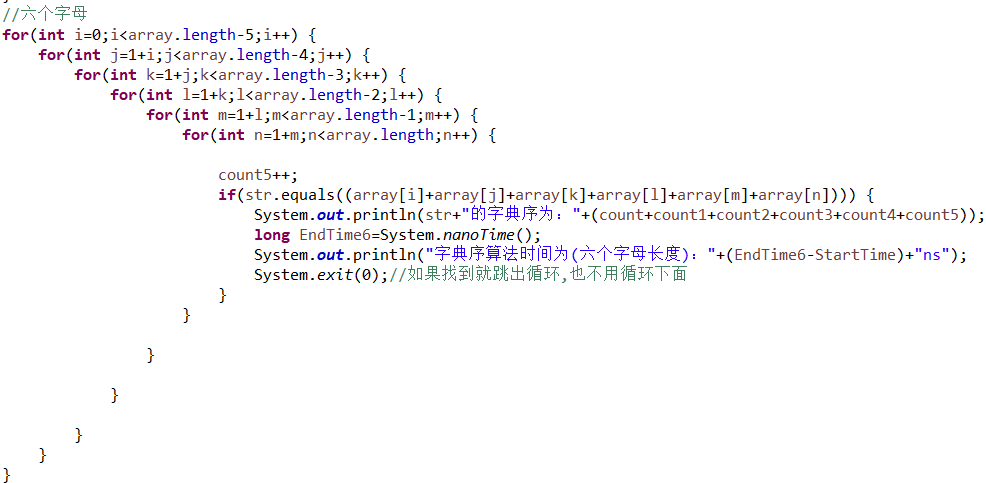 //六个字母
for(int i=0;i<array.length-5;i++) {
for(int j=1+i;j<array.length-4;j++) {
for(int k=1+j;k<array.length-3;k++) {
for(int l=1+k;l<array.length-2;l++) {
for(int m=1+l;m<array.length-1;m++) {
for(int n=1+m;n<array.length;n++) {
count5++;
if(str.equals((array[i]+array[j]+array[k]+array[l]+array[m]+array[n]))) {
System.out.println(str+"的字典序为："+(count+count1+count2+count3+count4+count5));
long EndTime6=System.nanoTime();
System.out.println("字典序算法时间为(六个字母长度)："+(EndTime6-StartTime)+"ns");
System.exit(0);//如果找到就跳出循环,也不用循环下面
}
}
}
}
}
}
}